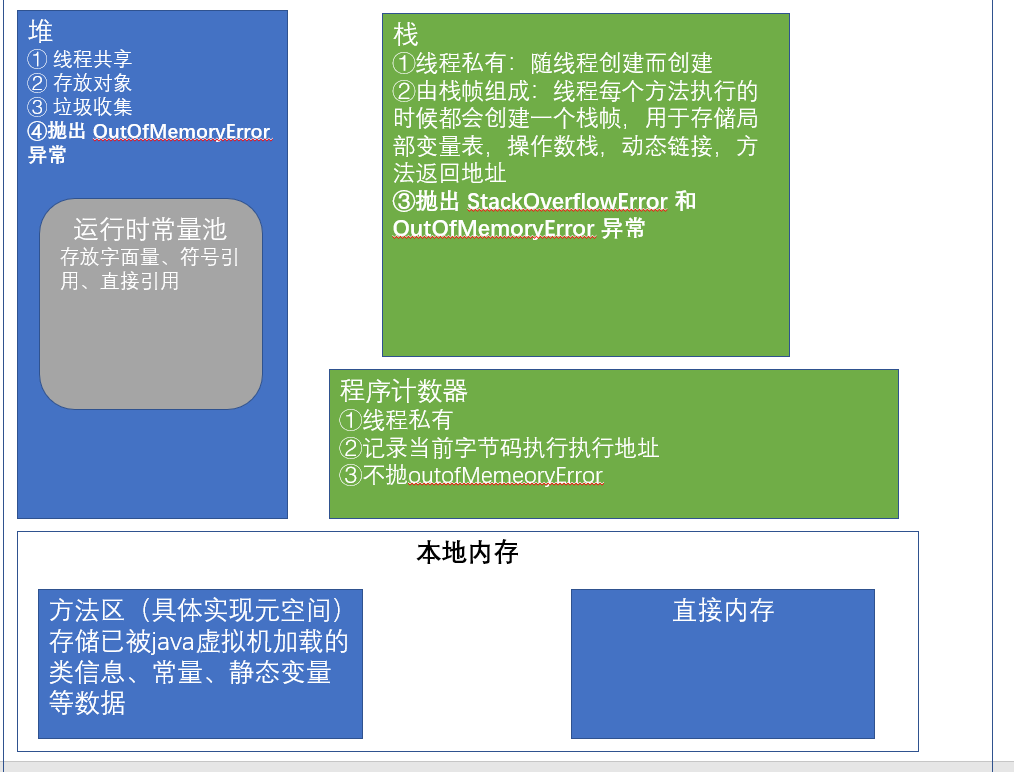 堆
① 线程共享
② 存放对象
③ 垃圾收集
④抛出 OutOfMemoryError
异常
运行时常量池
存放字面量、符号引
用、直接引用
栈
①线程私有：随线程创建而创建
②由栈帧组成：线程每个方法执行的
时候都会创建一个栈帧，用于存储局
部变量表，操作数栈，动态链接，方
法返回地址
③抛出 StackOverflowError 和
OutOfMemoryError 异常
程序计数器
①线程私有
②记录当前字节码执行执行地址
③不抛outofMemeoryError
本地内存
方法区（具体实现元空间）
存储已被java虚拟机加载的
类信息、常量、静态变量
等数据
直接内存